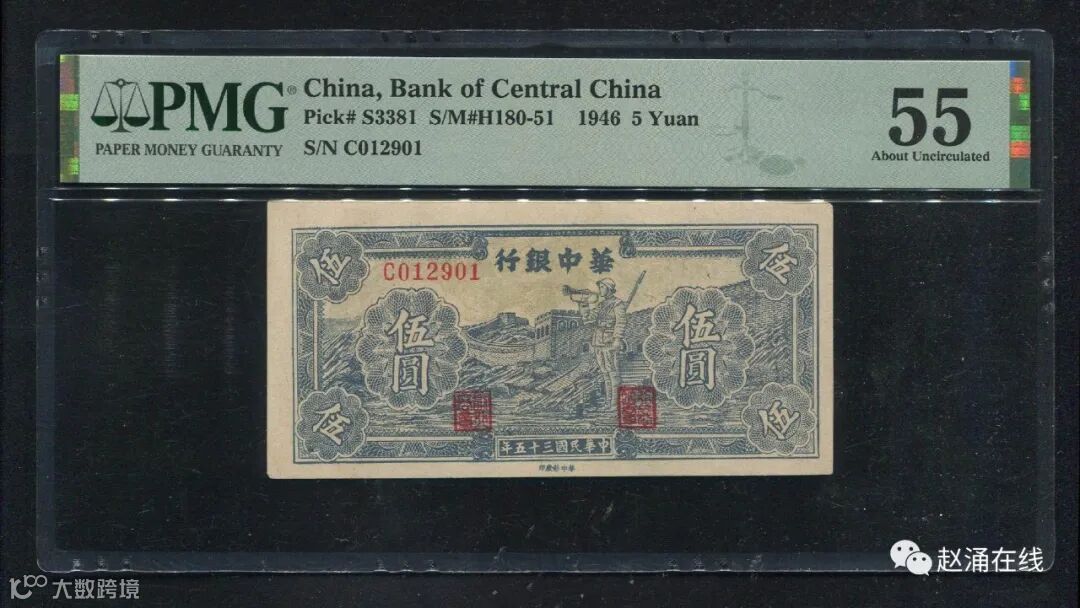 PMG®
PAPER MONEY GUARANTY
China, Bank of Central China
Pick# S3381 S/M#H180-51 1946 5 Yuan
S/N C012901
55
About Uncirculated
華中銀行
伍
伍
C012901
伍圓
伍圓
伍
伍
中華民國三十五年
大数跨境
赵涌在线